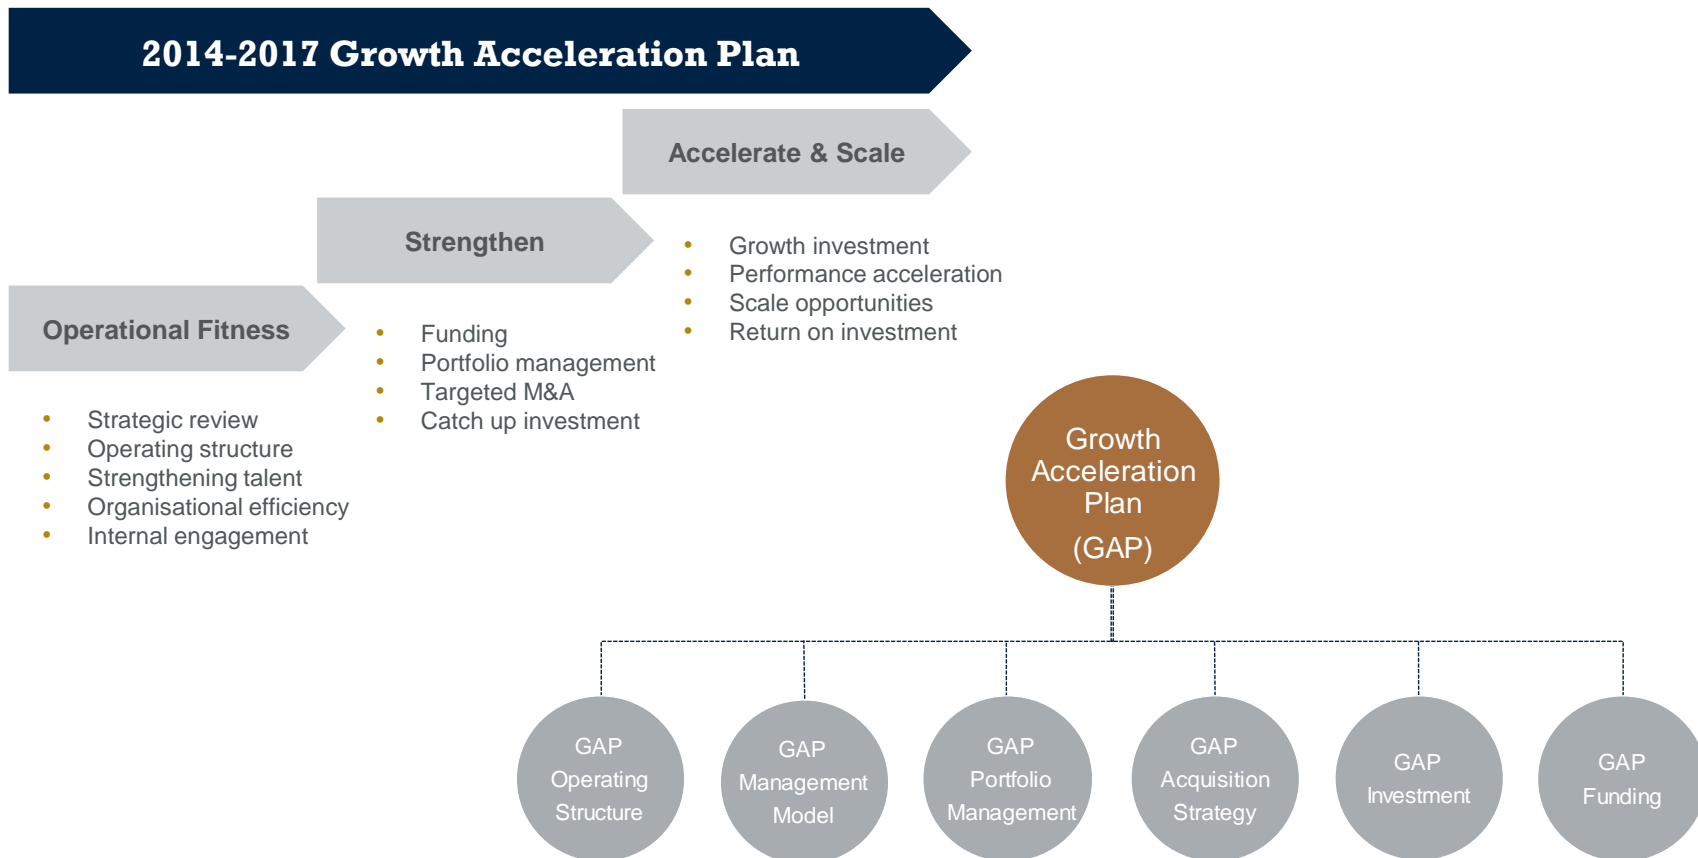 2014-2017 Growth Acceleration Plan
Accelerate & Scale
• Growth investment
• Performance acceleration
• Scale opportunities
• Return on investment
Strengthen
• Funding
• Portfolio management
• Targeted M&A
• Catch up investment
Operational Fitness
• Strategic review
• Operating structure
• Strengthening talent
• Organisational efficiency
• Internal engagement
Growth
Acceleration
Plan
(GAP)
GAP
Operating
Structure
GAP
Management
Model
GAP
Portfolio
Management
GAP
Acquisition
Strategy
GAP
Investment
GAP
Funding